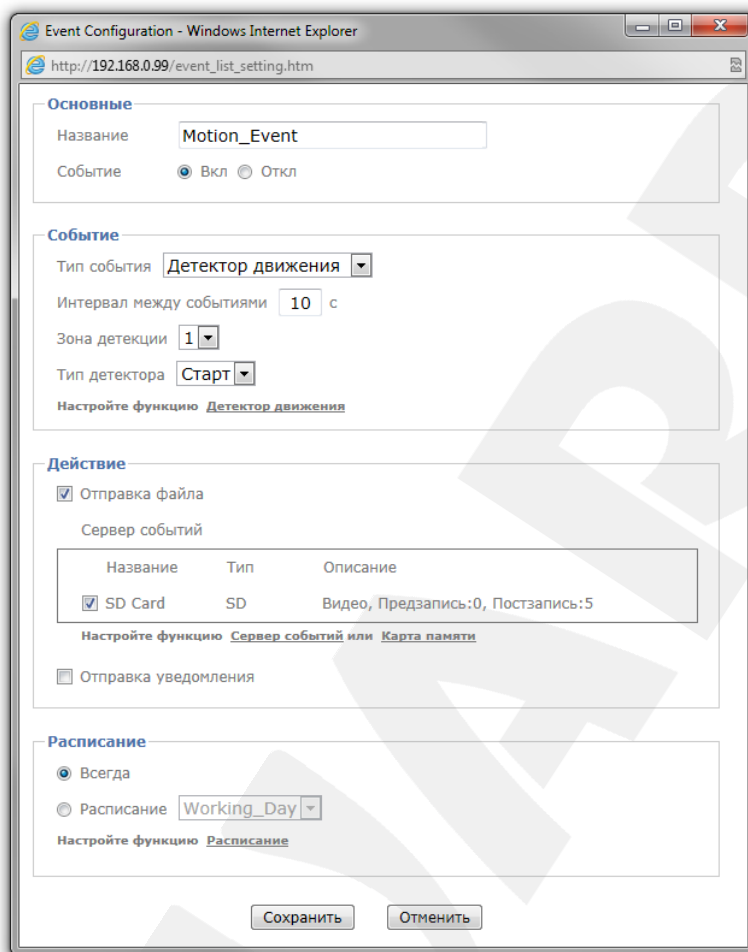 Event Configuration - Windows Internet Explorer
http://192.168.0.99/event_list_setting.htm
Основные
Название Motion_Event
Событие Вкл Откл
Событие
Тип события Детектор движения
Интервал между событиями 10 с
Зона детекции 1
Тип детектора Старт
Настройте функцию Детектор движения
Действие
Отправка файла
Сервер событий
Название Тип Описание
SD Card SD Видео, Предзапись:0, Постзапись:5
Настройте функцию Сервер событий или Карта памяти
Отправка уведомления
Расписание
Всегда
Расписание Working_Day
Настройте функцию Расписание
Сохранить Отменить